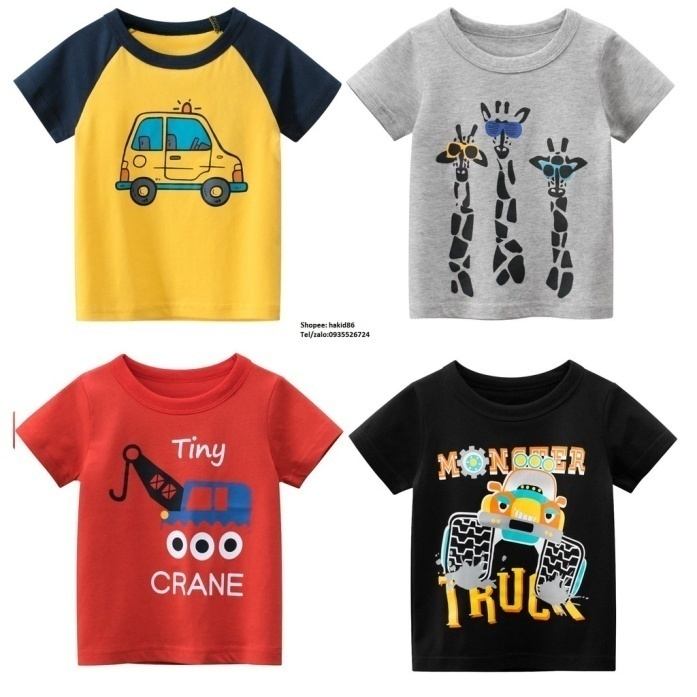 Shopee: hakid86
Tel/zalo:0935526724
Tiny
CRANE
MONSTER
TRUCK